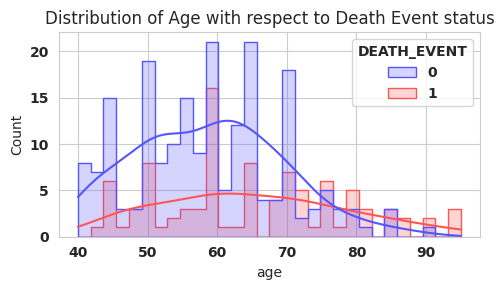 Distribution of Age with respect to Death Event status
DEATH_EVENT
0
1
Count
20
15
10
5
0
40 50 60 70 80 90
age